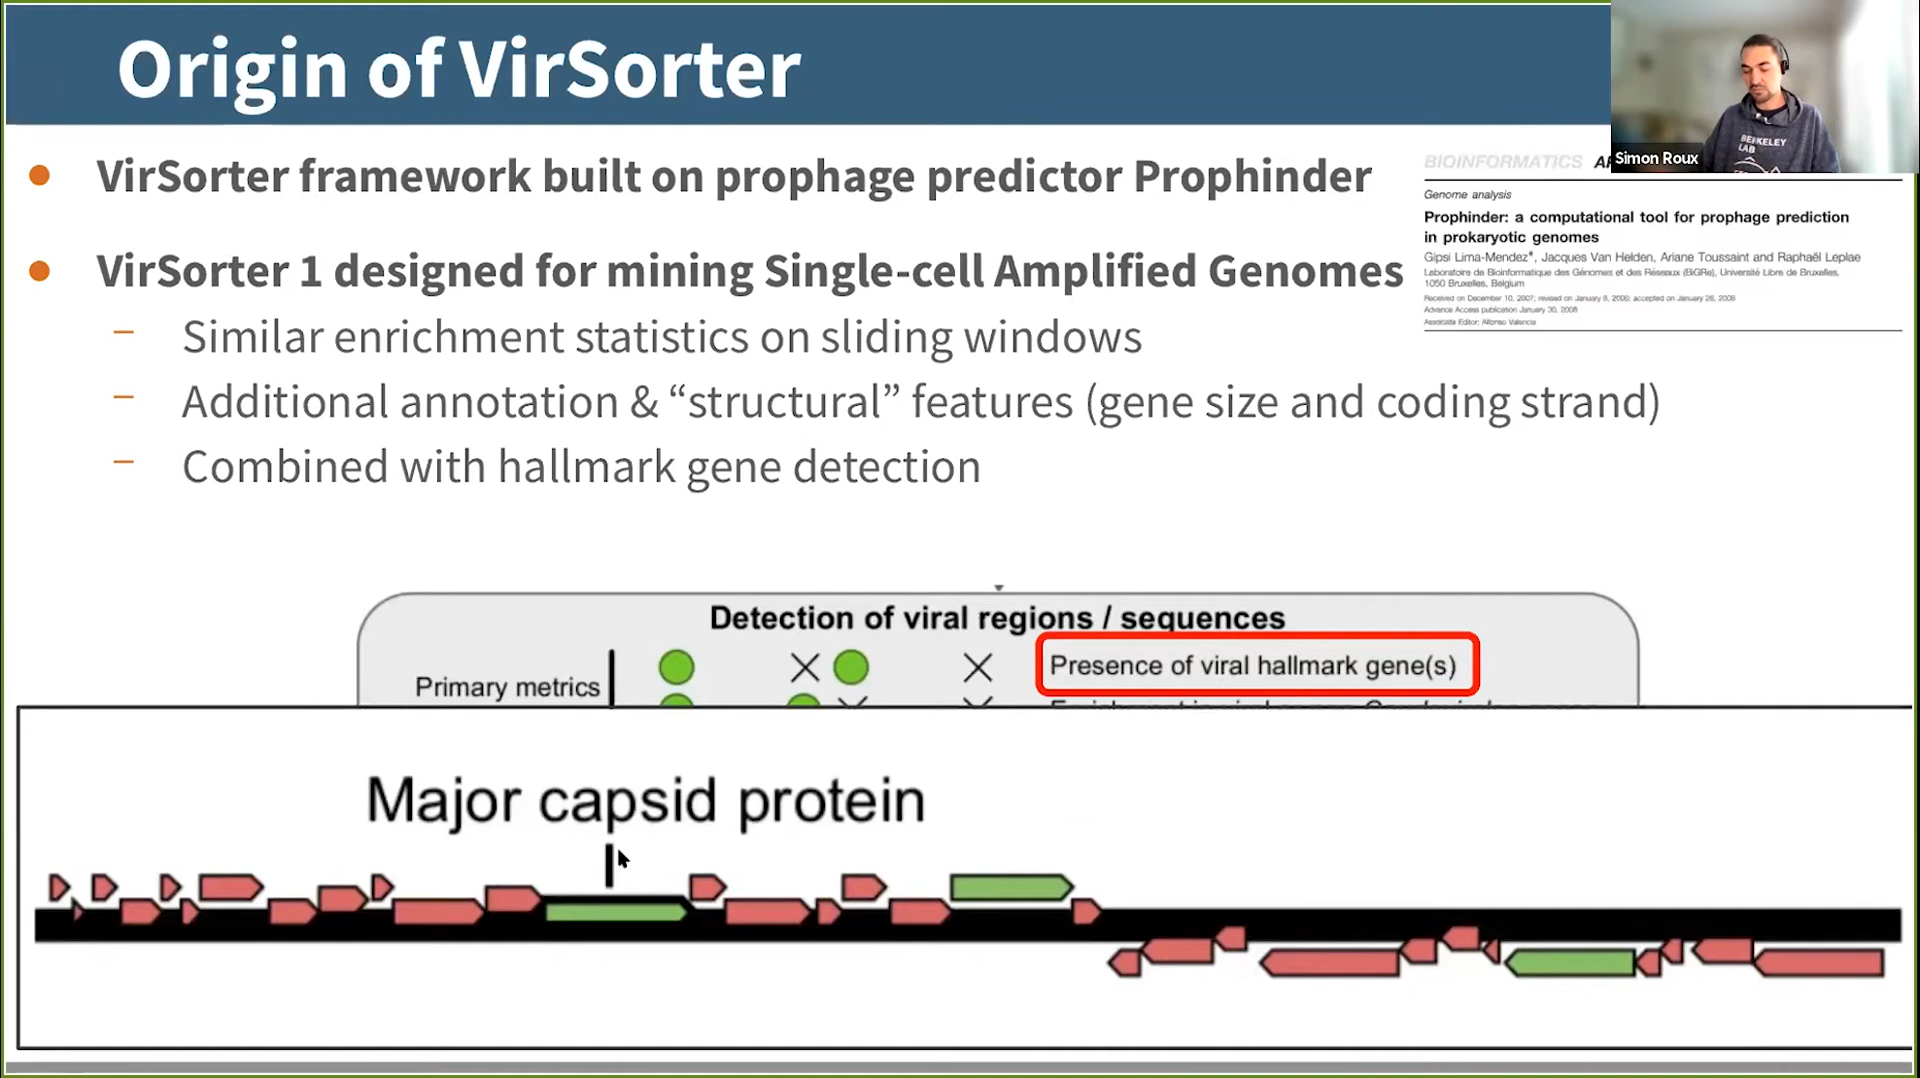 Origin of VirSorter
Simon Roux
BERKELEY
LAB
VirSorter framework built on prophage predictor Prophinder
VirSorter 1 designed for mining Single-cell Amplified Genomes
– Similar enrichment statistics on sliding windows
– Additional annotation & “structural” features (gene size and coding strand)
– Combined with hallmark gene detection
BIOINFORMATICS
Genome analysis
Prophinder: a computational tool for prophage prediction
in prokaryotic genomes
Gipsi Lima-Mendez*, Jacques Van Helden, Ariane Toussaint and Raphaël Leplae
Laboratoire de Bioinformatique des Génomes et des Réseaux (BiGRe), Université Libre de Bruxelles,
1050 Bruxelles, Belgium
Received on December 10, 2007; revised on January 8, 2008; accepted on January 26, 2008
Advance Access publication January 30, 2008
Associate Editor: Alfonso Valencia
Detection of viral regions / sequences
Primary metrics
Presence of viral hallmark gene(s)
Major capsid protein